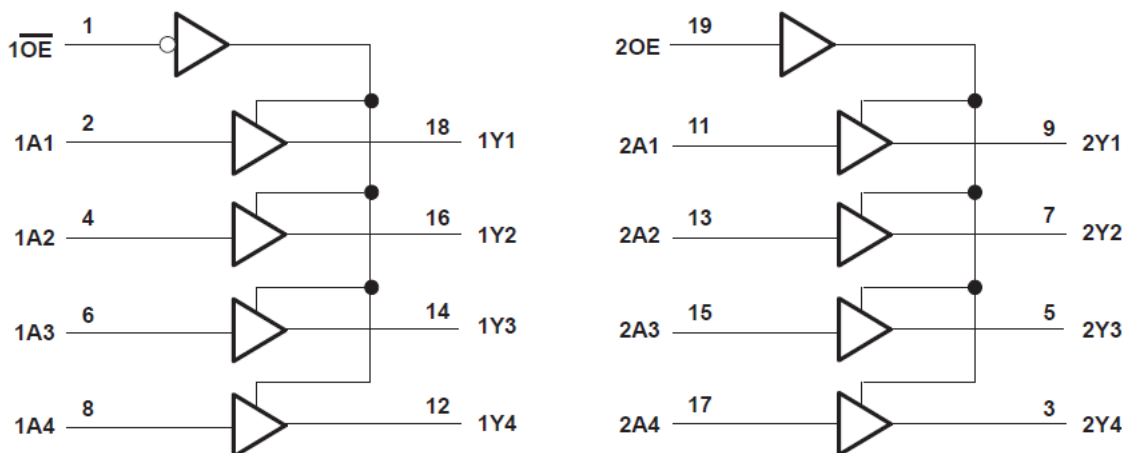 1O̅E̅ 1
1A1 2 18 1Y1
1A2 4 16 1Y2
1A3 6 14 1Y3
1A4 8 12 1Y4
2OE 19
2A1 11 9 2Y1
2A2 13 7 2Y2
2A3 15 5 2Y3
2A4 17 3 2Y4